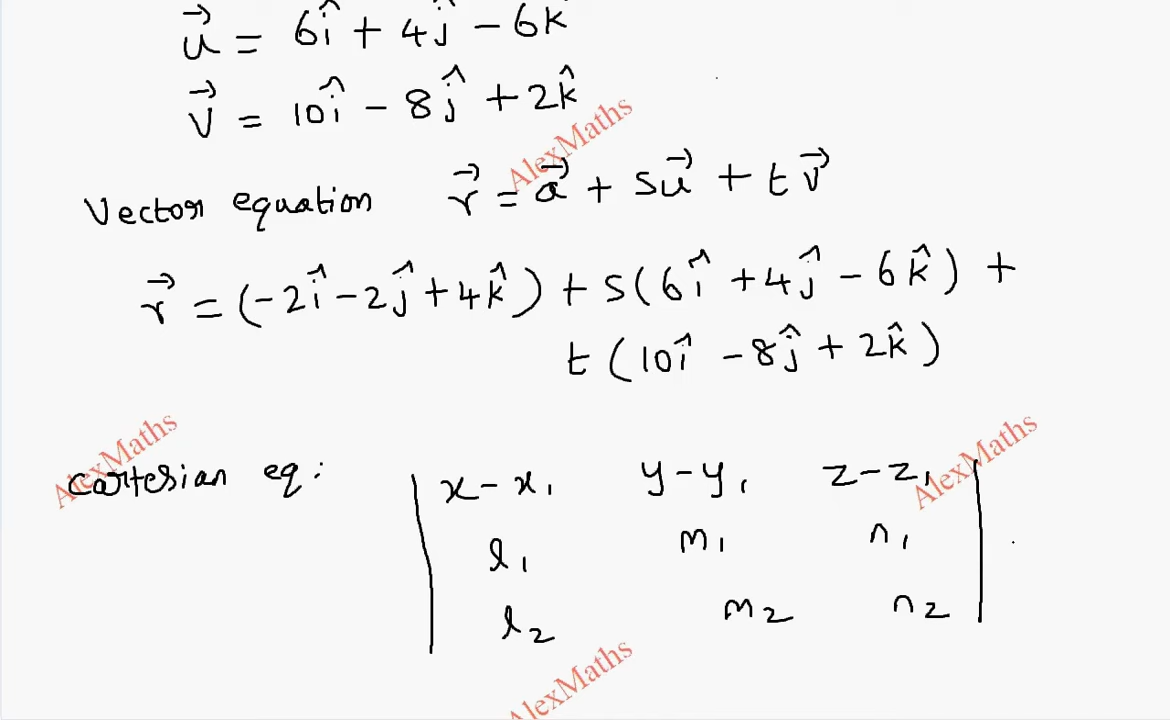 u⃗ = 6î + 4ĵ - 6k̂
v⃗ = 10î - 8ĵ + 2k̂
AlexMaths
Vector equation r⃗ = a⃗ + su⃗ + tv⃗
r⃗ = (-2î - 2ĵ + 4k̂) + s(6î + 4ĵ - 6k̂) +
t(10î - 8ĵ + 2k̂)
AlexMaths
AlexMaths
Cartesian eq: | x - x₁ y - y₁ z - z₁ |
l₁ m₁ n₁
l₂ m₂ n₂
AlexMaths